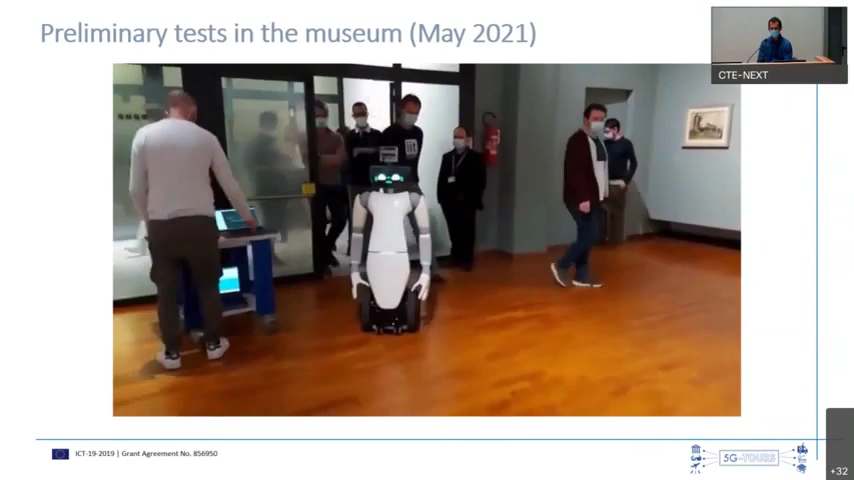 Preliminary tests in the museum (May 2021)
CTE-NEXT
iit
ICT-19-2019 | Grant Agreement No. 856950
5G-TOURS
+32